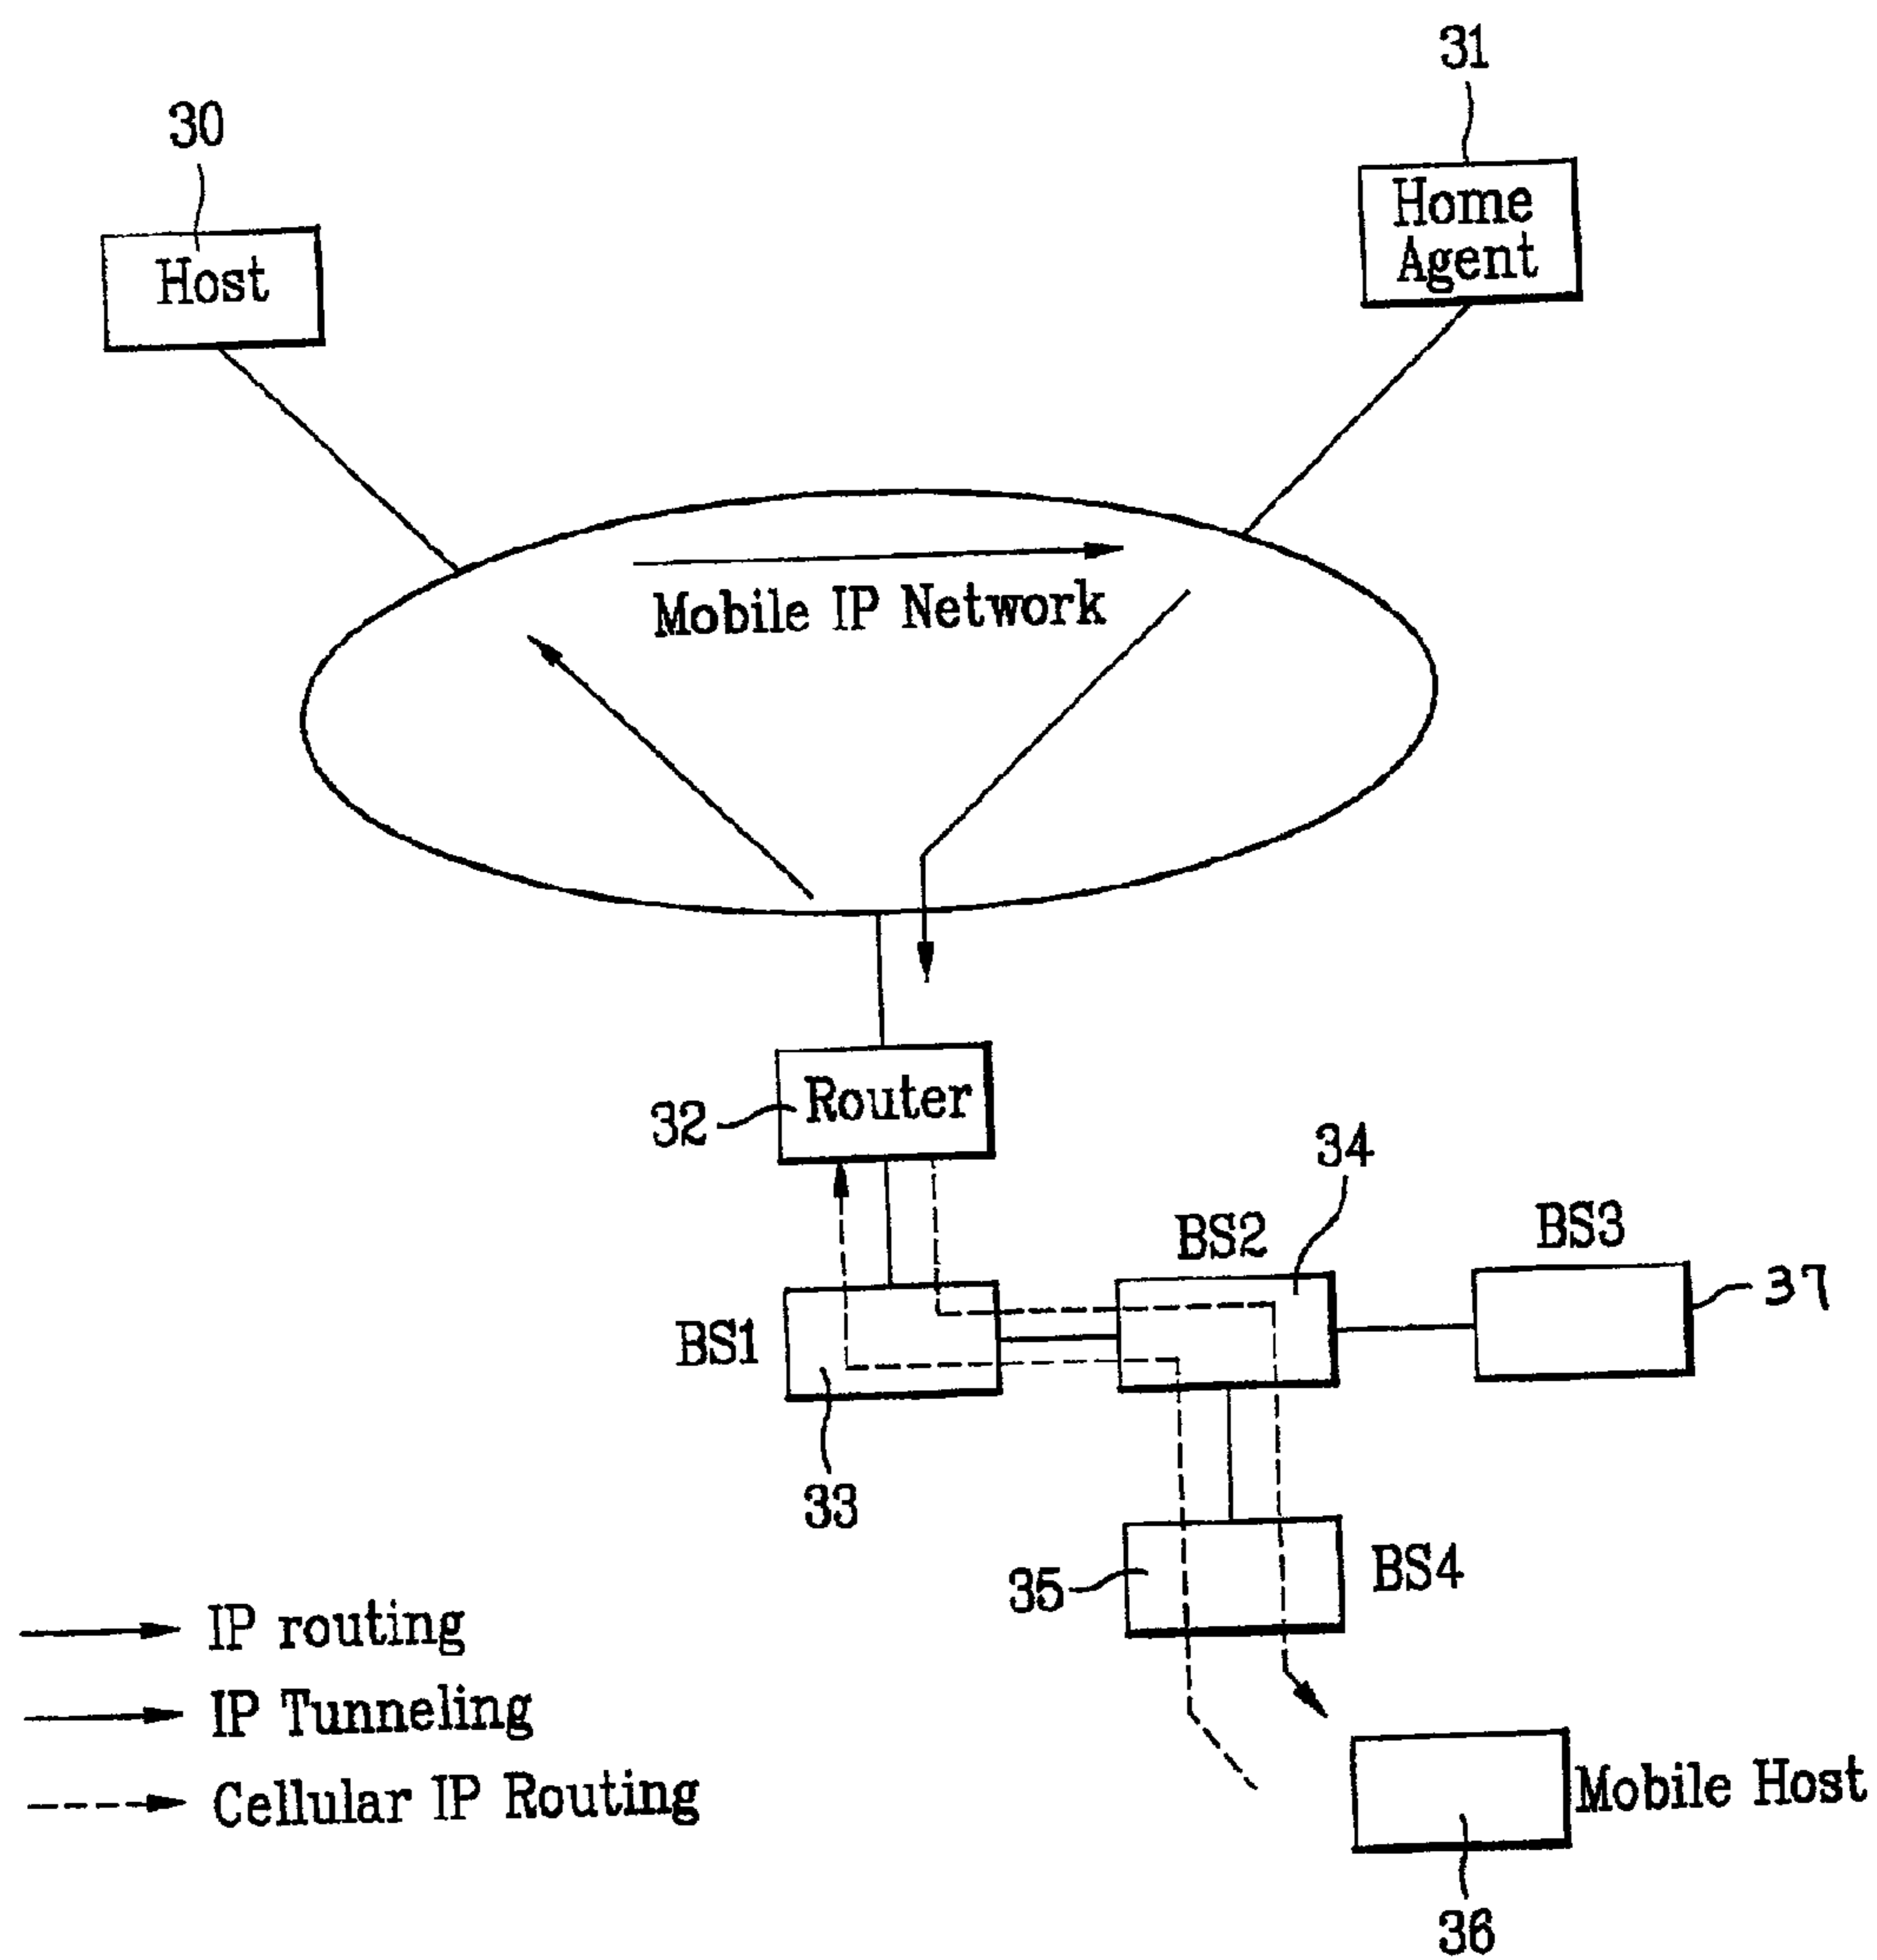 31
30
Home
Agent
Host
Mobile IP Network
Router
32
34
BS2
BS3
37
BS1
33
35
BS4
IP routing
IP Tunneling
Cellular IP Routing
Mobile Host
36